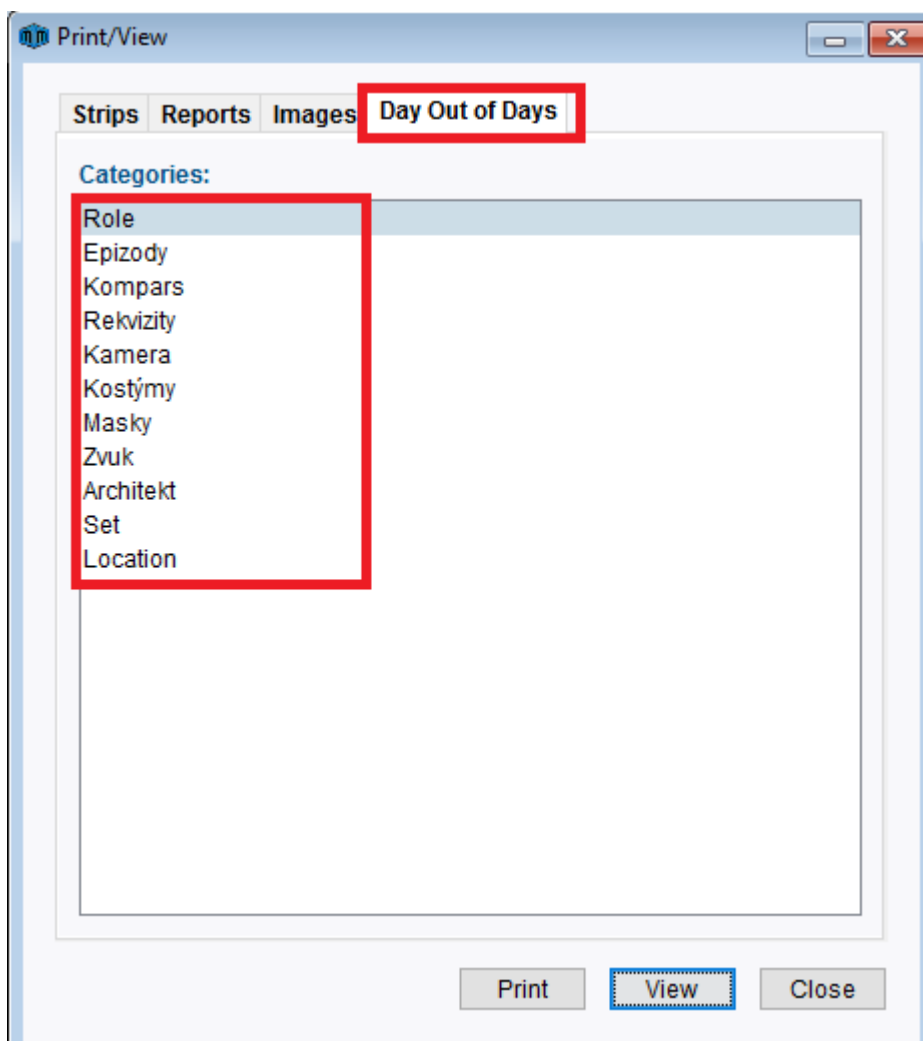 Print/View
Strips Reports Images Day Out of Days
Categories:
Role
Epizody
Kompars
Rekvizity
Kamera
Kostýmy
Masky
Zvuk
Architekt
Set
Location
Print View Close